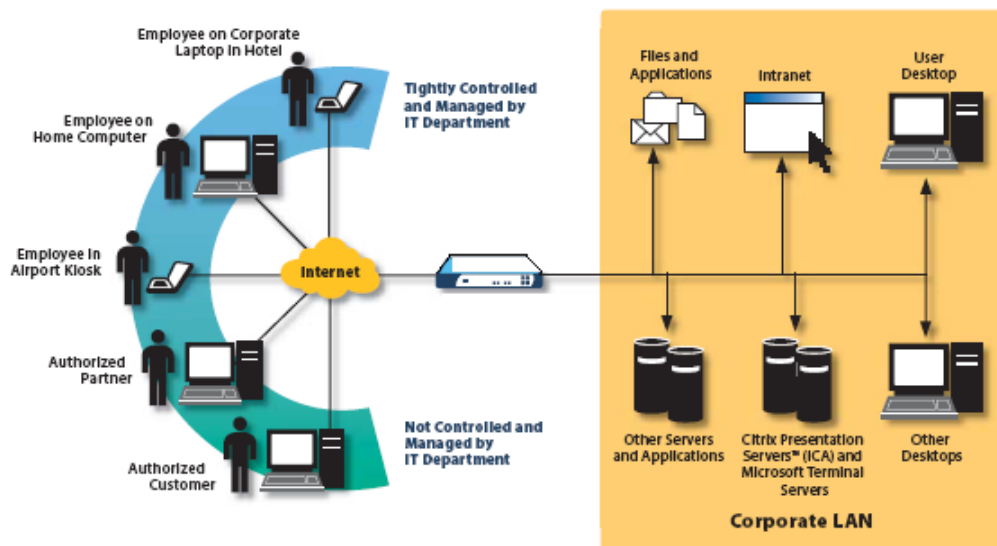 Employee on Corporate
Laptop in Hotel
Tightly Controlled
and Managed by
IT Department
Employee on
Home Computer
Employee in
Airport Kiosk
Internet
Authorized
Partner
Not Controlled and
Managed by
IT Department
Authorized
Customer
Files and
Applications
Intranet
User
Desktop
Other Servers
and Applications
Citrix Presentation
Servers™ (ICA) and
Microsoft Terminal
Servers
Other
Desktops
Corporate LAN